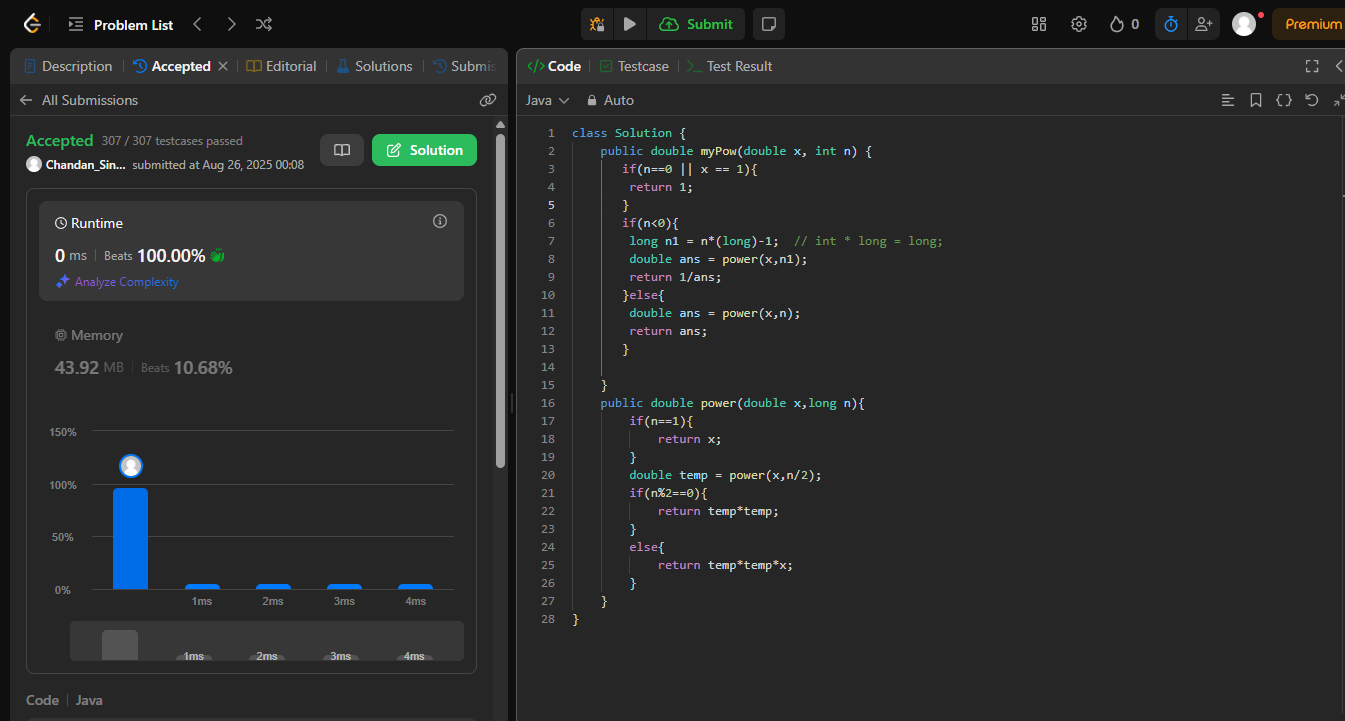 Problem List
Submit
0
Premium
Description
Accepted
Editorial
Solutions
Submis
All Submissions
Accepted 307 / 307 testcases passed
Chandan_Sin... submitted at Aug 26, 2025 00:08
Solution
Runtime
0 ms Beats 100.00%
Analyze Complexity
Memory
43.92 MB Beats 10.68%
150%
100%
50%
0%
1ms 2ms 3ms 4ms
1ms 2ms 3ms 4ms
Code Java
</> Code
Testcase
>_ Test Result
Java
Auto
1 class Solution {
2 public double myPow(double x, int n) {
3 if(n==0 || x == 1){
4 return 1;
5 }
6 if(n<0){
7 long n1 = n*(long)-1; // int * long = long;
8 double ans = power(x,n1);
9 return 1/ans;
10 }else{
11 double ans = power(x,n);
12 return ans;
13 }
14
15 }
16 public double power(double x,long n){
17 if(n==1){
18 return x;
19 }
20 double temp = power(x,n/2);
21 if(n%2==0){
22 return temp*temp;
23 }
24 else{
25 return temp*temp*x;
26 }
27 }
28 }